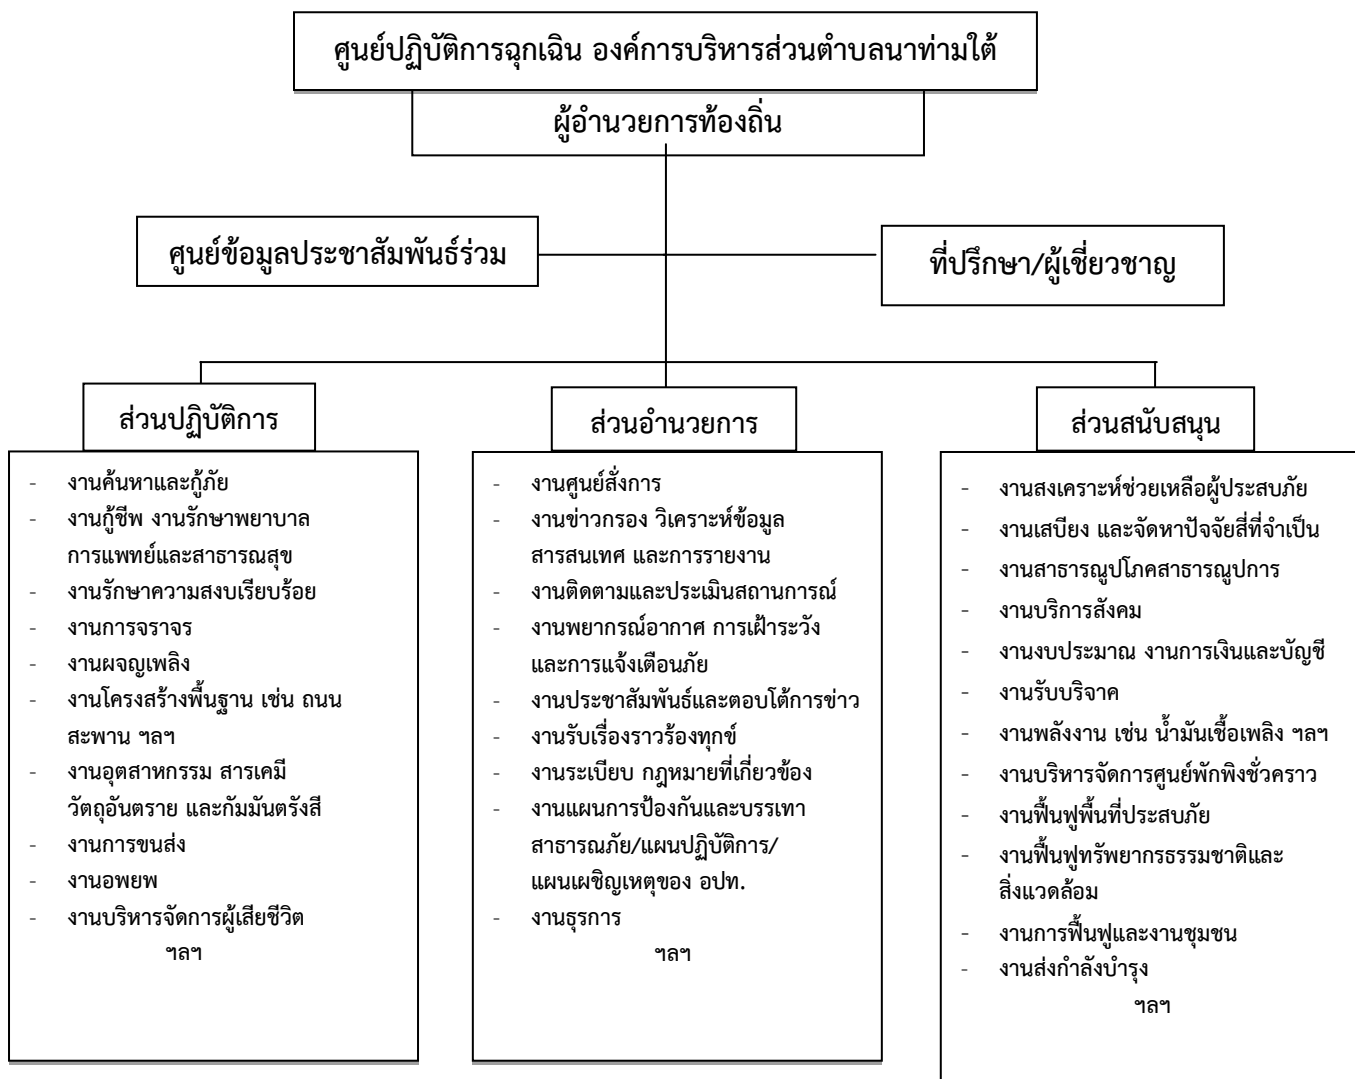 ศูนย์ปฏิบัติการฉุกเฉิน องค์การบริหารส่วนตำบลนาท่ามใต้
ผู้อำนวยการท้องถิ่น
ศูนย์ข้อมูลประชาสัมพันธ์ร่วม
ที่ปรึกษา/ผู้เชี่ยวชาญ
ส่วนปฏิบัติการ
- งานค้นหาและกู้ภัย
- งานกู้ชีพ งานรักษาพยาบาล
การแพทย์และสาธารณสุข
- งานรักษาความสงบเรียบร้อย
- งานการจราจร
- งานผจญเพลิง
- งานโครงสร้างพื้นฐาน เช่น ถนน
สะพาน ฯลฯ
- งานอุตสาหกรรม สารเคมี
วัตถุอันตราย และกัมมันตรังสี
- งานการขนส่ง
- งานอพยพ
- งานบริหารจัดการผู้เสียชีวิต
ฯลฯ
ส่วนอำนวยการ
- งานศูนย์สั่งการ
- งานข่าวกรอง วิเคราะห์ข้อมูล
สารสนเทศ และการรายงาน
- งานติดตามและประเมินสถานการณ์
- งานพยากรณ์อากาศ การเฝ้าระวัง
และการแจ้งเตือนภัย
- งานประชาสัมพันธ์และตอบโต้การข่าว
- งานรับเรื่องราวร้องทุกข์
- งานระเบียบ กฎหมายที่เกี่ยวข้อง
- งานแผนการป้องกันและบรรเทา
สาธารณภัย/แผนปฏิบัติการ/
แผนเผชิญเหตุของ อปท.
- งานธุรการ
ฯลฯ
ส่วนสนับสนุน
- งานสงเคราะห์ช่วยเหลือผู้ประสบภัย
- งานเสบียง และจัดหาปัจจัยสี่ที่จำเป็น
- งานสาธารณูปโภคสาธารณูปการ
- งานบริการสังคม
- งานงบประมาณ งานการเงินและบัญชี
- งานรับบริจาค
- งานพลังงาน เช่น น้ำมันเชื้อเพลิง ฯลฯ
- งานบริหารจัดการศูนย์พักพิงชั่วคราว
- งานฟื้นฟูพื้นที่ประสบภัย
- งานฟื้นฟูทรัพยากรธรรมชาติและ
สิ่งแวดล้อม
- งานการฟื้นฟูและงานชุมชน
- งานส่งกำลังบำรุง
ฯลฯ